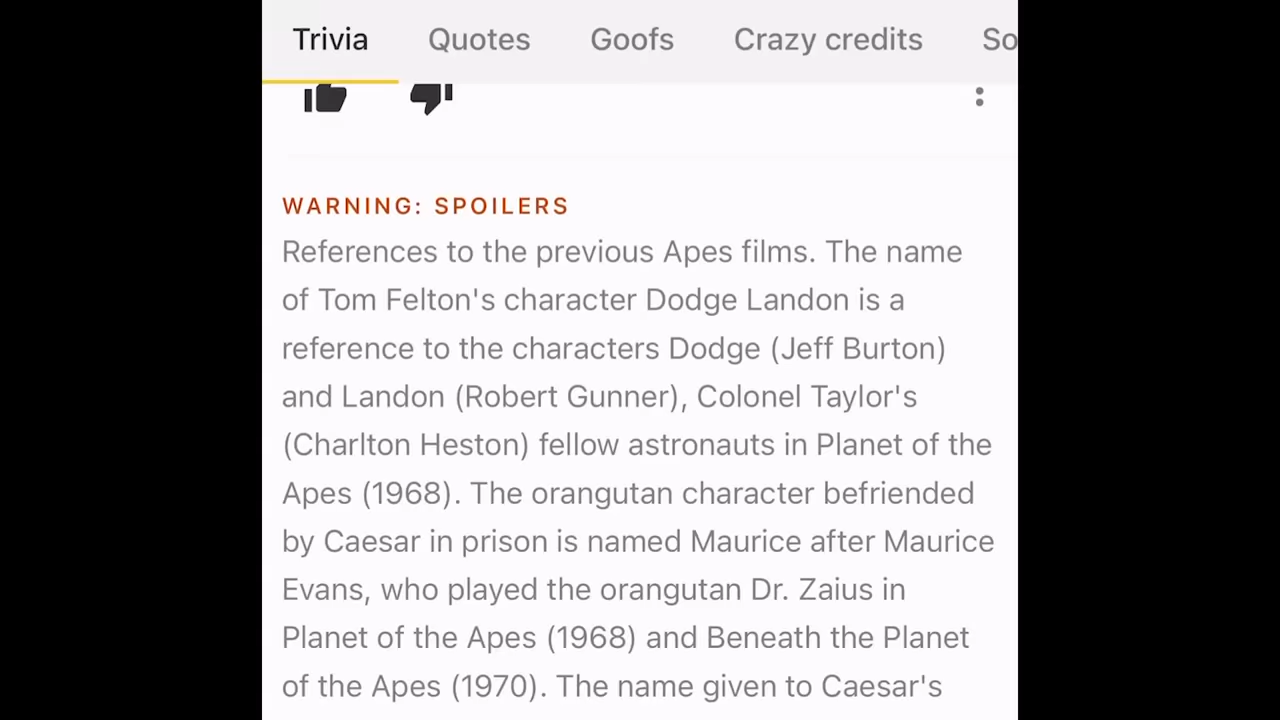 Trivia Quotes Goofs Crazy credits So
WARNING: SPOILERS
References to the previous Apes films. The name
of Tom Felton's character Dodge Landon is a
reference to the characters Dodge (Jeff Burton)
and Landon (Robert Gunner), Colonel Taylor's
(Charlton Heston) fellow astronauts in Planet of the
Apes (1968). The orangutan character befriended
by Caesar in prison is named Maurice after Maurice
Evans, who played the orangutan Dr. Zaius in
Planet of the Apes (1968) and Beneath the Planet
of the Apes (1970). The name given to Caesar's